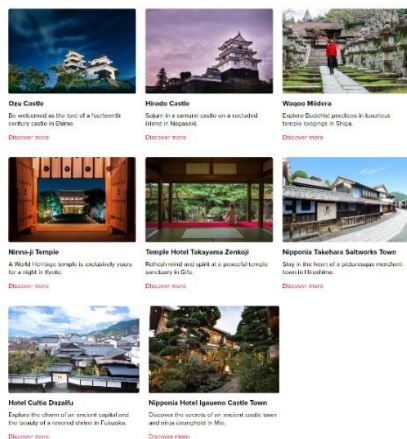 Ozu Castle
Be welcomed as the lord of a fourteenth
century castle in Ehime.
Discover more
Hirado Castle
Sojourn in a samurai castle on a secluded
island in Nagasaki.
Discover more
Waqoo Miidera
Explore Buddhist practices in luxurious
temple lodgings in Shiga.
Discover more
Ninna-ji Temple
A World Heritage temple is exclusively yours
for a night in Kyoto.
Discover more
Temple Hotel Takayama Zenkoji
Refresh mind and spirit at a peaceful temple
sanctuary in Gifu.
Discover more
Nipponia Takehara Saltworks Town
Stay in the heart of a picturesque merchant
town in Hiroshima.
Discover more
Hotel Cultia Dazaifu
Explore the charm of an ancient capital and
the beauty of a revered shrine in Fukuoka.
Discover more
Nipponia Hotel Igaueno Castle Town
Discover the secrets of an ancient castle town
and ninja stronghold in Mie.
Discover more